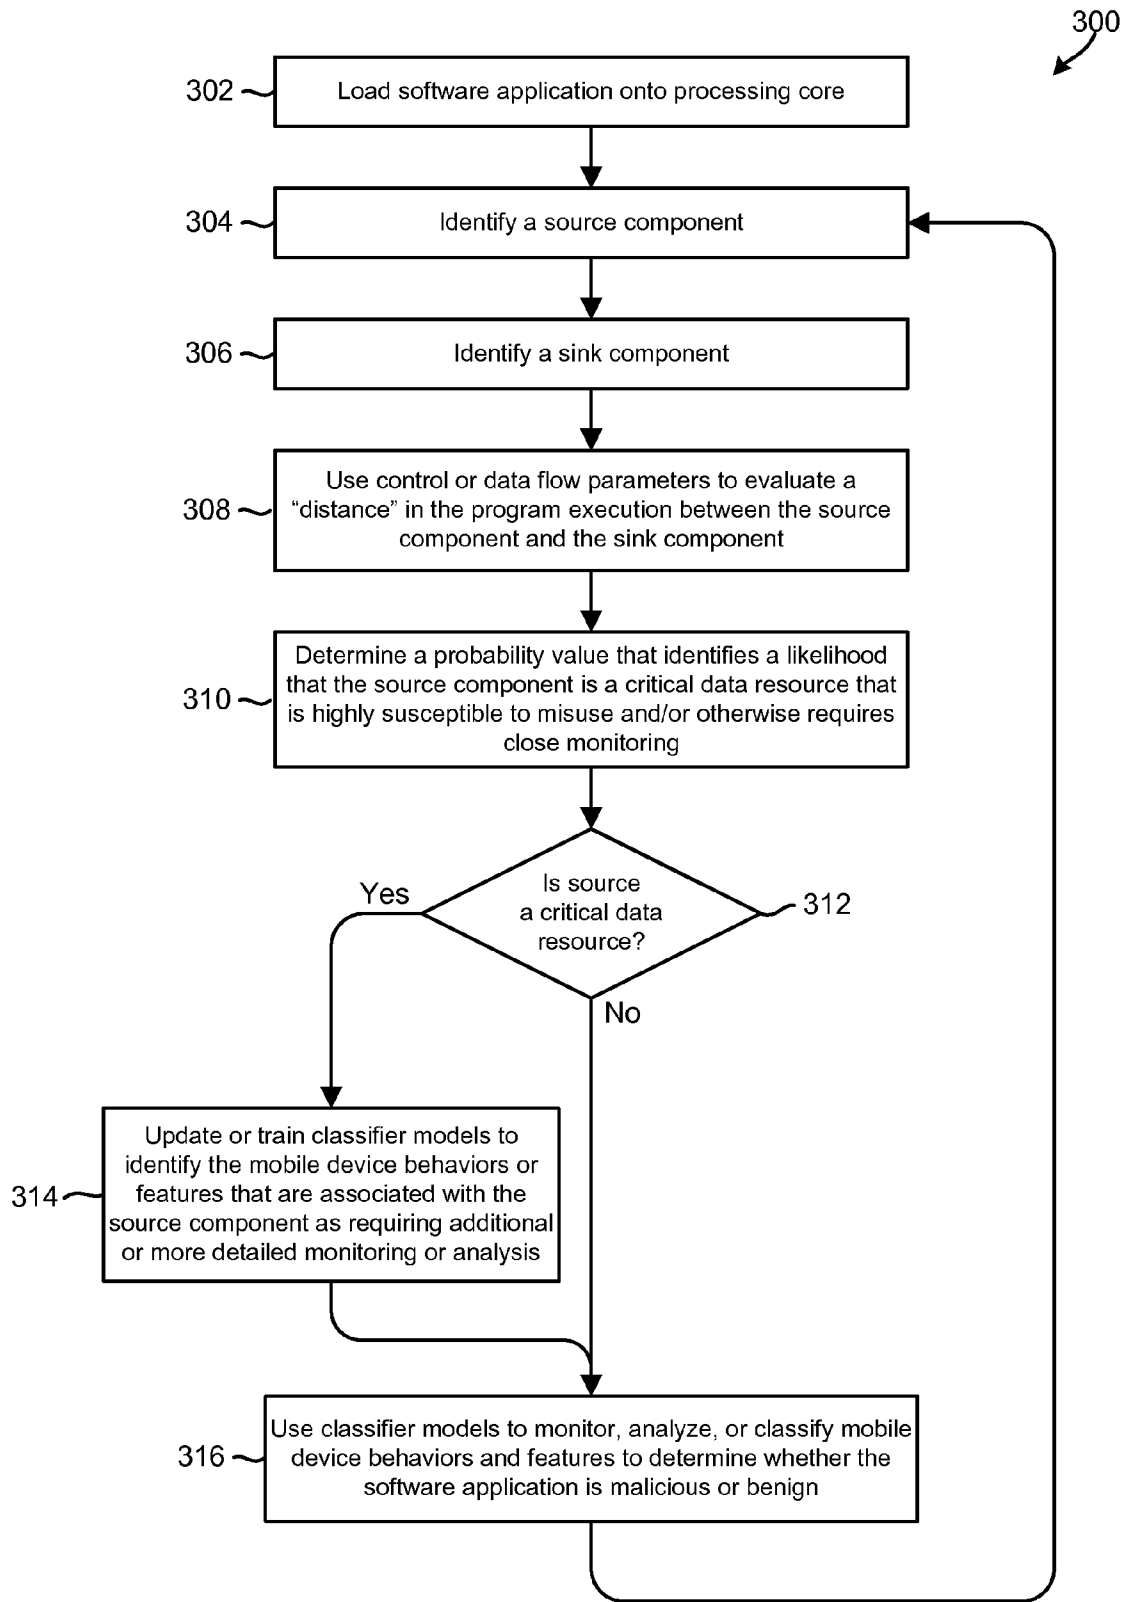 300
302
Load software application onto processing core
304
Identify a source component
306
Identify a sink component
308
Use control or data flow parameters to evaluate a
“distance” in the program execution between the source
component and the sink component
310
Determine a probability value that identifies a likelihood
that the source component is a critical data resource that
is highly susceptible to misuse and/or otherwise requires
close monitoring
Is source
a critical data
resource?
312
Yes
No
314
Update or train classifier models to
identify the mobile device behaviors or
features that are associated with the
source component as requiring additional
or more detailed monitoring or analysis
316
Use classifier models to monitor, analyze, or classify mobile
device behaviors and features to determine whether the
software application is malicious or benign